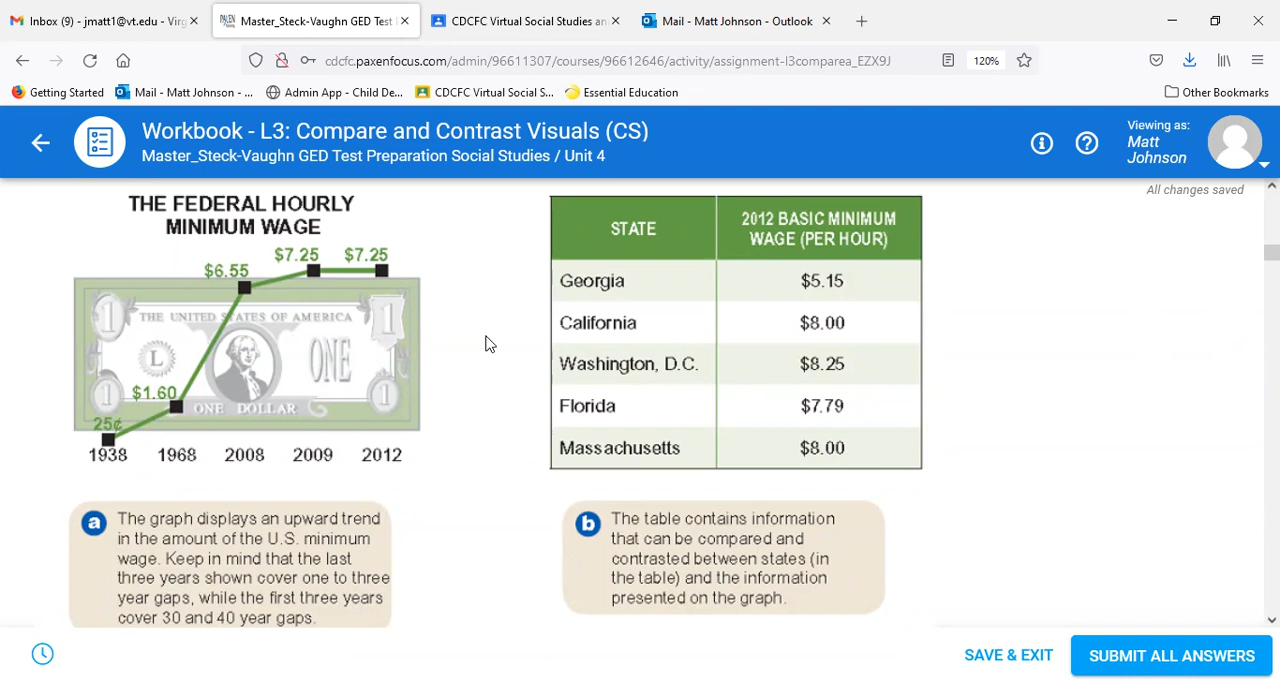 Inbox (9) - jmatt1@vt.edu - Virg
Master_Steck-Vaughn GED Test
CDCFC Virtual Social Studies an
Mail - Matt Johnson - Outlook
cdcfc.paxenfocus.com/admin/96611307/courses/96612646/activity/assignment-l3comparea_EZX9J
120%
Getting Started
Mail - Matt Johnson - ...
Admin App - Child De...
CDCFC Virtual Social S...
Essential Education
Other Bookmarks
Workbook - L3: Compare and Contrast Visuals (CS)
Master_Steck-Vaughn GED Test Preparation Social Studies / Unit 4
Viewing as:
Matt
Johnson
All changes saved
THE FEDERAL HOURLY
MINIMUM WAGE
$7.25 $7.25
$6.55
THE UNITED STATES OF AMERICA
1 1
L ONE
$1.60
1 ONE DOLLAR 1
25¢
1938 1968 2008 2009 2012
STATE 2012 BASIC MINIMUM
WAGE (PER HOUR)
Georgia $5.15
California $8.00
Washington, D.C. $8.25
Florida $7.79
Massachusetts $8.00
a The graph displays an upward trend
in the amount of the U.S. minimum
wage. Keep in mind that the last
three years shown cover one to three
year gaps, while the first three years
cover 30 and 40 year gaps.
b The table contains information
that can be compared and
contrasted between states (in
the table) and the information
presented on the graph.
SAVE & EXIT
SUBMIT ALL ANSWERS